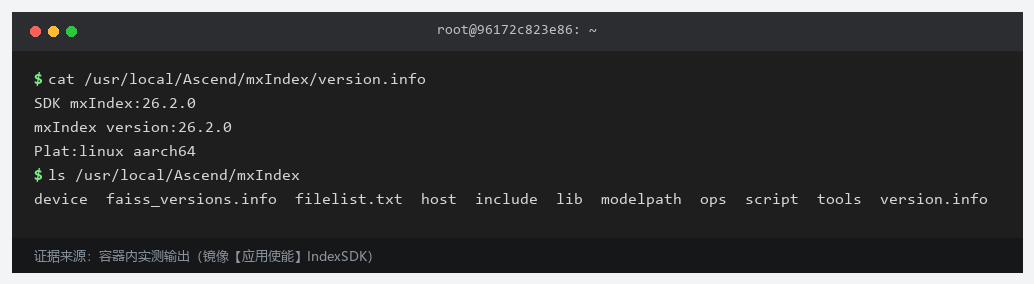 root@96172c823e86: ~
$ cat /usr/local/Ascend/mxIndex/version.info
SDK mxIndex:26.2.0
mxIndex version:26.2.0
Plat:linux aarch64
$ ls /usr/local/Ascend/mxIndex
device  faiss_versions.info  filelist.txt  host  include  lib  modelpath  ops  script  tools  version.info
证据来源：容器内实测输出（镜像【应用使能】IndexSDK）